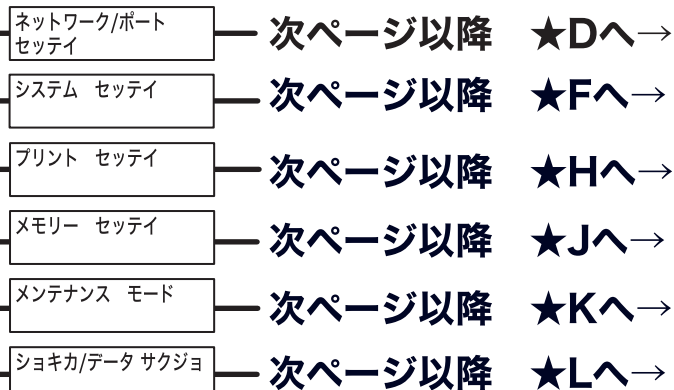 ネットワーク/ポート
セッテイ
次ページ以降 ★Dへ→
システム セッテイ
次ページ以降 ★Fへ→
プリント セッテイ
次ページ以降 ★Hへ→
メモリー セッテイ
次ページ以降 ★Jへ→
メンテナンス モード
次ページ以降 ★Kへ→
ショキカ/データ サクジョ
次ページ以降 ★Lへ→